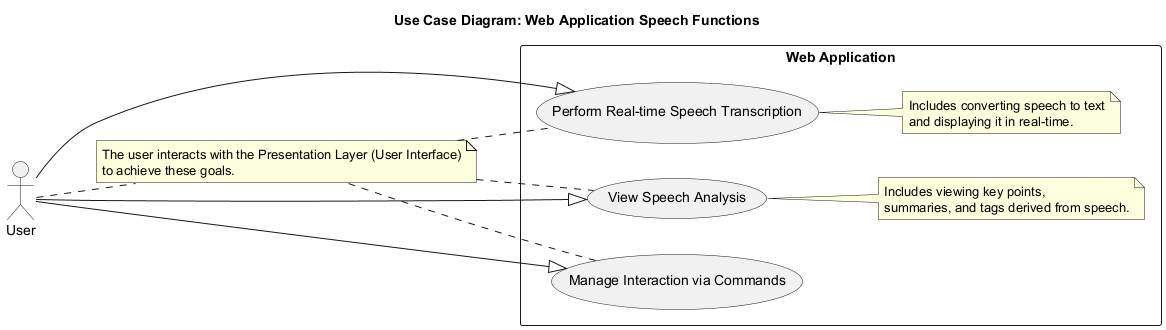 Use Case Diagram: Web Application Speech Functions
Web Application
Perform Real-time Speech Transcription
Includes converting speech to text
and displaying it in real-time.
The user interacts with the Presentation Layer (User Interface)
to achieve these goals.
User
View Speech Analysis
Includes viewing key points,
summaries, and tags derived from speech.
Manage Interaction via Commands